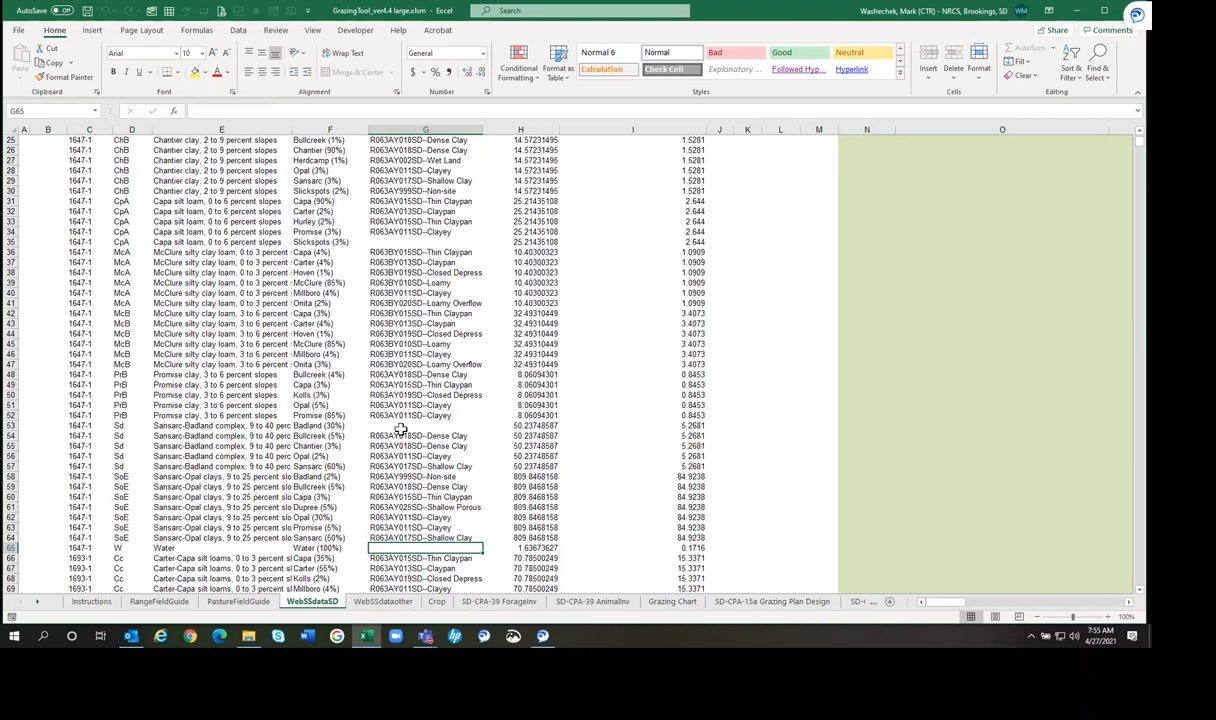 AutoSave Off GrazingTool_ver4.4 large.xlsm - Excel Search Washechek, Mark (CTR) - NRCS, Brookings, SD WM
File Home Insert Page Layout Formulas Data Review View Developer Help Acrobat Share Comments
Cut Arial 10 Wrap Text General Normal 6 Normal Bad Good Neutral AutoSum
Paste Copy Merge & Center Conditional Formatting Format as Table Calculation Check Cell Explanatory ... Followed Hyp... Hyperlink Insert Delete Format Fill Sort & Filter Find & Select
Format Painter Clear
Clipboard Font Alignment Number Styles Cells Editing
G65
A B C D E F G H I J K L M N O
25 1647-1 ChB Chantier clay, 2 to 9 percent slopes Bullcreek (1%) R063AY018SD--Dense Clay 14.57231495 1.5281
26 1647-1 ChB Chantier clay, 2 to 9 percent slopes Chantier (90%) R063AY018SD--Dense Clay 14.57231495 1.5281
27 1647-1 ChB Chantier clay, 2 to 9 percent slopes Herdcamp (1%) R063AY002SD--Wet Land 14.57231495 1.5281
28 1647-1 ChB Chantier clay, 2 to 9 percent slopes Opal (3%) R063AY011SD--Clayey 14.57231495 1.5281
29 1647-1 ChB Chantier clay, 2 to 9 percent slopes Sansarc (3%) R063AY017SD--Shallow Clay 14.57231495 1.5281
30 1647-1 ChB Chantier clay, 2 to 9 percent slopes Slickspots (2%) R063AY999SD--Non-site 14.57231495 1.5281
31 1647-1 CpA Capa silt loam, 0 to 6 percent slopes Capa (90%) R063AY015SD--Thin Claypan 25.21435108 2.644
32 1647-1 CpA Capa silt loam, 0 to 6 percent slopes Carter (2%) R063AY013SD--Claypan 25.21435108 2.644
33 1647-1 CpA Capa silt loam, 0 to 6 percent slopes Hurley (2%) R063AY015SD--Thin Claypan 25.21435108 2.644
34 1647-1 CpA Capa silt loam, 0 to 6 percent slopes Promise (3%) R063AY011SD--Clayey 25.21435108 2.644
35 1647-1 CpA Capa silt loam, 0 to 6 percent slopes Slickspots (3%) 25.21435108 2.644
36 1647-1 McA McClure silty clay loam, 0 to 3 percent Capa (4%) R063BY015SD--Thin Claypan 10.40300323 1.0909
37 1647-1 McA McClure silty clay loam, 0 to 3 percent Carter (4%) R063BY013SD--Claypan 10.40300323 1.0909
38 1647-1 McA McClure silty clay loam, 0 to 3 percent Hoven (1%) R063BY019SD--Closed Depress 10.40300323 1.0909
39 1647-1 McA McClure silty clay loam, 0 to 3 percent McClure (85%) R063BY010SD--Loamy 10.40300323 1.0909
40 1647-1 McA McClure silty clay loam, 0 to 3 percent Millboro (4%) R063BY011SD--Clayey 10.40300323 1.0909
41 1647-1 McA McClure silty clay loam, 0 to 3 percent Onita (2%) R063BY020SD--Loamy Overflow 10.40300323 1.0909
42 1647-1 McB McClure silty clay loam, 3 to 6 percent Capa (3%) R063BY015SD--Thin Claypan 32.49310449 3.4073
43 1647-1 McB McClure silty clay loam, 3 to 6 percent Carter (4%) R063BY013SD--Claypan 32.49310449 3.4073
44 1647-1 McB McClure silty clay loam, 3 to 6 percent Hoven (1%) R063BY019SD--Closed Depress 32.49310449 3.4073
45 1647-1 McB McClure silty clay loam, 3 to 6 percent McClure (85%) R063BY010SD--Loamy 32.49310449 3.4073
46 1647-1 McB McClure silty clay loam, 3 to 6 percent Millboro (4%) R063BY011SD--Clayey 32.49310449 3.4073
47 1647-1 McB McClure silty clay loam, 3 to 6 percent Onita (3%) R063BY020SD--Loamy Overflow 32.49310449 3.4073
48 1647-1 PrB Promise clay, 3 to 6 percent slopes Bullcreek (4%) R063AY018SD--Dense Clay 8.06094301 0.8453
49 1647-1 PrB Promise clay, 3 to 6 percent slopes Capa (3%) R063AY015SD--Thin Claypan 8.06094301 0.8453
50 1647-1 PrB Promise clay, 3 to 6 percent slopes Kolls (3%) R063AY019SD--Closed Depress 8.06094301 0.8453
51 1647-1 PrB Promise clay, 3 to 6 percent slopes Opal (5%) R063AY011SD--Clayey 8.06094301 0.8453
52 1647-1 PrB Promise clay, 3 to 6 percent slopes Promise (85%) R063AY011SD--Clayey 8.06094301 0.8453
53 1647-1 Sd Sansarc-Badland complex, 9 to 40 perc Badland (30%) 50.23748587 5.2681
54 1647-1 Sd Sansarc-Badland complex, 9 to 40 perc Bullcreek (5%) R063AY018SD--Dense Clay 50.23748587 5.2681
55 1647-1 Sd Sansarc-Badland complex, 9 to 40 perc Chantier (3%) R063AY018SD--Dense Clay 50.23748587 5.2681
56 1647-1 Sd Sansarc-Badland complex, 9 to 40 perc Opal (2%) R063AY011SD--Clayey 50.23748587 5.2681
57 1647-1 Sd Sansarc-Badland complex, 9 to 40 perc Sansarc (60%) R063AY017SD--Shallow Clay 50.23748587 5.2681
58 1647-1 SoE Sansarc-Opal clays, 9 to 25 percent slo Badland (2%) R063AY999SD--Non-site 809.8468158 84.9238
59 1647-1 SoE Sansarc-Opal clays, 9 to 25 percent slo Bullcreek (5%) R063AY018SD--Dense Clay 809.8468158 84.9238
60 1647-1 SoE Sansarc-Opal clays, 9 to 25 percent slo Capa (3%) R063AY015SD--Thin Claypan 809.8468158 84.9238
61 1647-1 SoE Sansarc-Opal clays, 9 to 25 percent slo Dupree (5%) R063AY025SD--Shallow Porous 809.8468158 84.9238
62 1647-1 SoE Sansarc-Opal clays, 9 to 25 percent slo Opal (30%) R063AY011SD--Clayey 809.8468158 84.9238
63 1647-1 SoE Sansarc-Opal clays, 9 to 25 percent slo Promise (5%) R063AY011SD--Clayey 809.8468158 84.9238
64 1647-1 SoE Sansarc-Opal clays, 9 to 25 percent slo Sansarc (50%) R063AY017SD--Shallow Clay 809.8468158 84.9238
65 1647-1 W Water Water (100%) 1.63673627 0.1716
66 1693-1 Cc Carter-Capa silt loams, 0 to 3 percent sl Capa (35%) R063AY015SD--Thin Claypan 70.78500249 15.3371
67 1693-1 Cc Carter-Capa silt loams, 0 to 3 percent sl Carter (55%) R063AY013SD--Claypan 70.78500249 15.3371
68 1693-1 Cc Carter-Capa silt loams, 0 to 3 percent sl Kolls (2%) R063AY019SD--Closed Depress 70.78500249 15.3371
69 1693-1 Cc Carter-Capa silt loams, 0 to 3 percent sl Millboro (4%) R063AY011SD--Clayey 70.78500249 15.3371
Instructions RangeFieldGuide PastureFieldGuide WebSSdataSD WebSSdataother Crop SD-CPA-39 Forageinv SD-CPA-39 AnimalInv Grazing Chart SD-CPA-15a Grazing Plan Design SD-( ...
100%
7:55 AM
4/27/2021